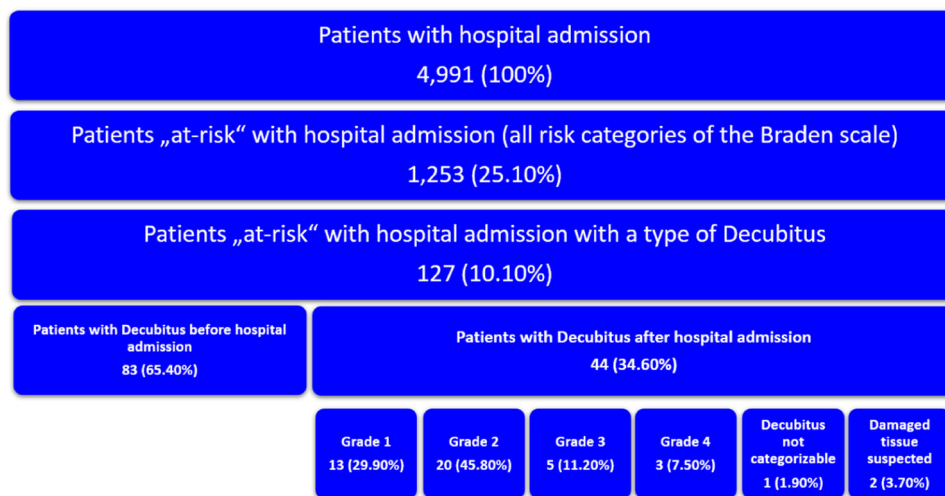 Patients with hospital admission
4,991 (100%)
Patients „at-risk“ with hospital admission (all risk categories of the Braden scale)
1,253 (25.10%)
Patients „at-risk“ with hospital admission with a type of Decubitus
127 (10.10%)
Patients with Decubitus before hospital
admission
83 (65.40%)
Patients with Decubitus after hospital admission
44 (34.60%)
Grade 1
13 (29.90%)
Grade 2
20 (45.80%)
Grade 3
5 (11.20%)
Grade 4
3 (7.50%)
Decubitus
not
categorizable
1 (1.90%)
Damaged
tissue
suspected
2 (3.70%)